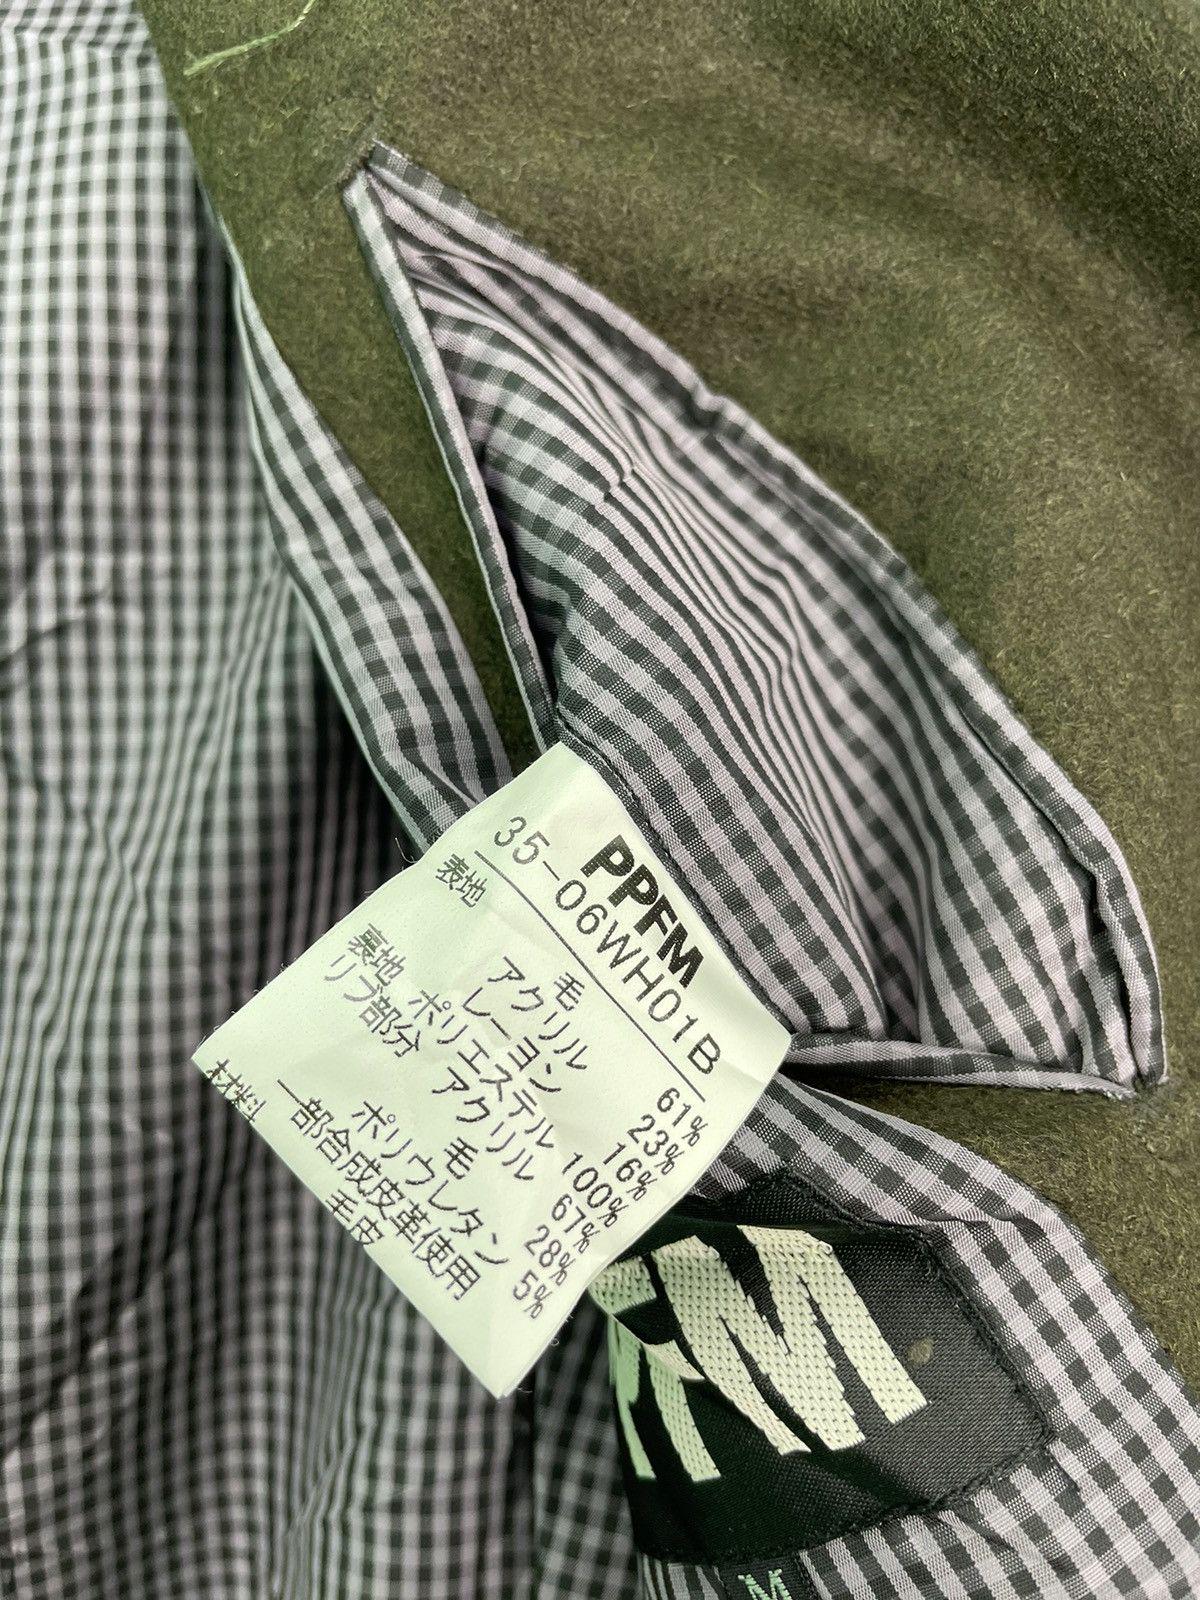 PPFM
35-06WH01B
表地 毛 61%
アクリル 23%
レーヨン 16%
裏地 ポリエステル 100%
リブ部分 アクリル 67%
毛 28%
ポリウレタン 5%
一部合成皮革使用
材料 毛皮
FM
M